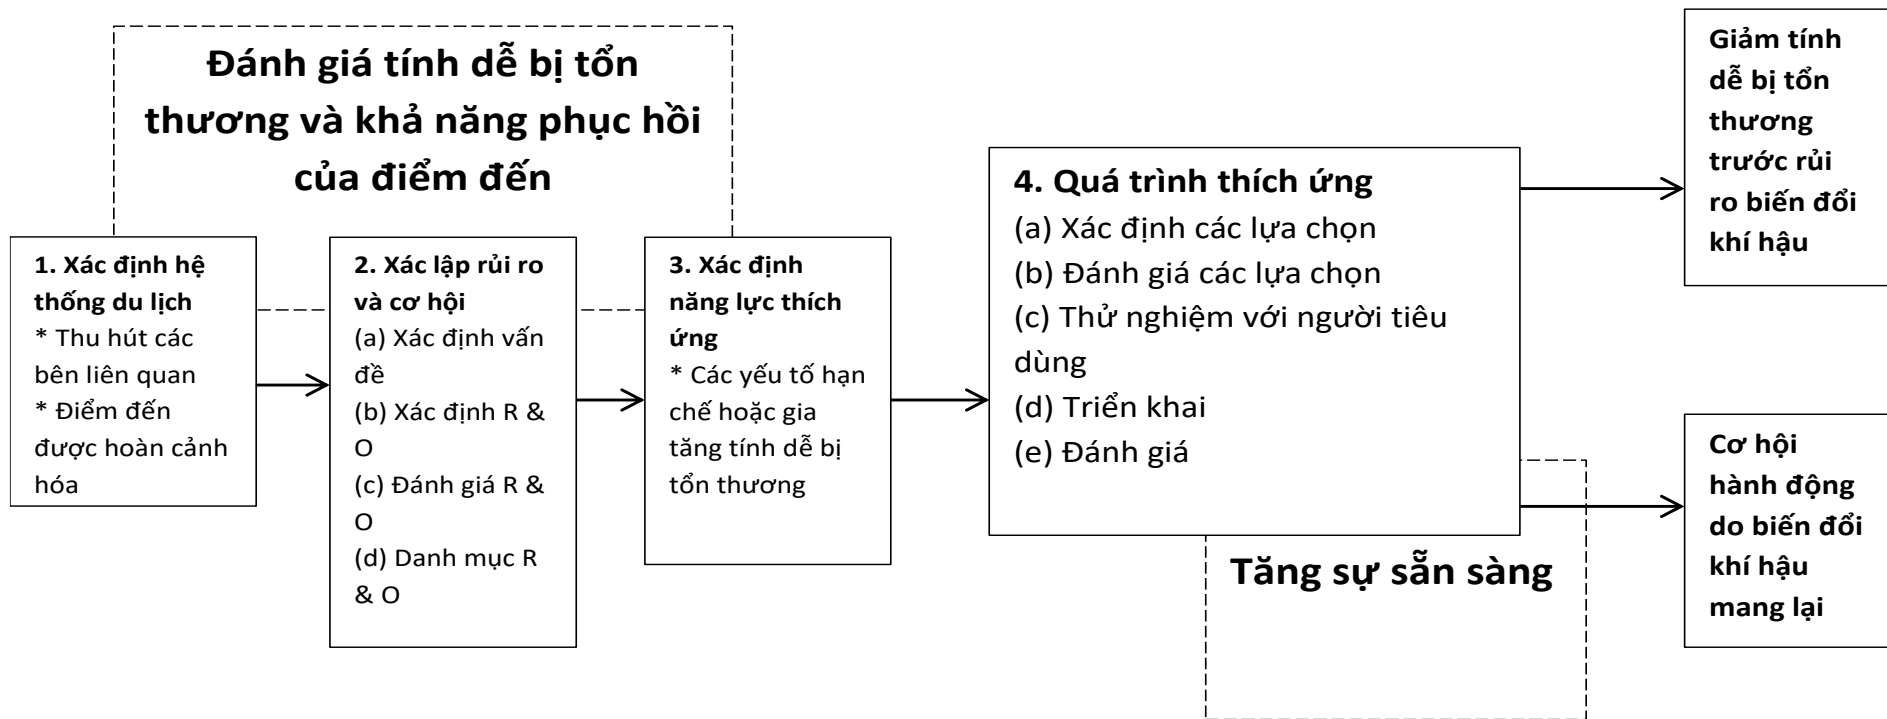 Đánh giá tính dễ bị tổn
thương và khả năng phục hồi
của điểm đến
1. Xác định hệ
thống du lịch
* Thu hút các
bên liên quan
* Điểm đến
được hoàn cảnh
hóa
2. Xác lập rủi ro
và cơ hội
(a) Xác định vấn
đề
(b) Xác định R &
O
(c) Đánh giá R &
O
(d) Danh mục R
& O
3. Xác định
năng lực thích
ứng
* Các yếu tố hạn
chế hoặc gia
tăng tính dễ bị
tổn thương
4. Quá trình thích ứng
(a) Xác định các lựa chọn
(b) Đánh giá các lựa chọn
(c) Thử nghiệm với người tiêu
dùng
(d) Triển khai
(e) Đánh giá
Tăng sự sẵn sàng
Giảm tính
dễ bị tổn
thương
trước rủi
ro biến đổi
khí hậu
Cơ hội
hành động
do biến đổi
khí hậu
mang lại